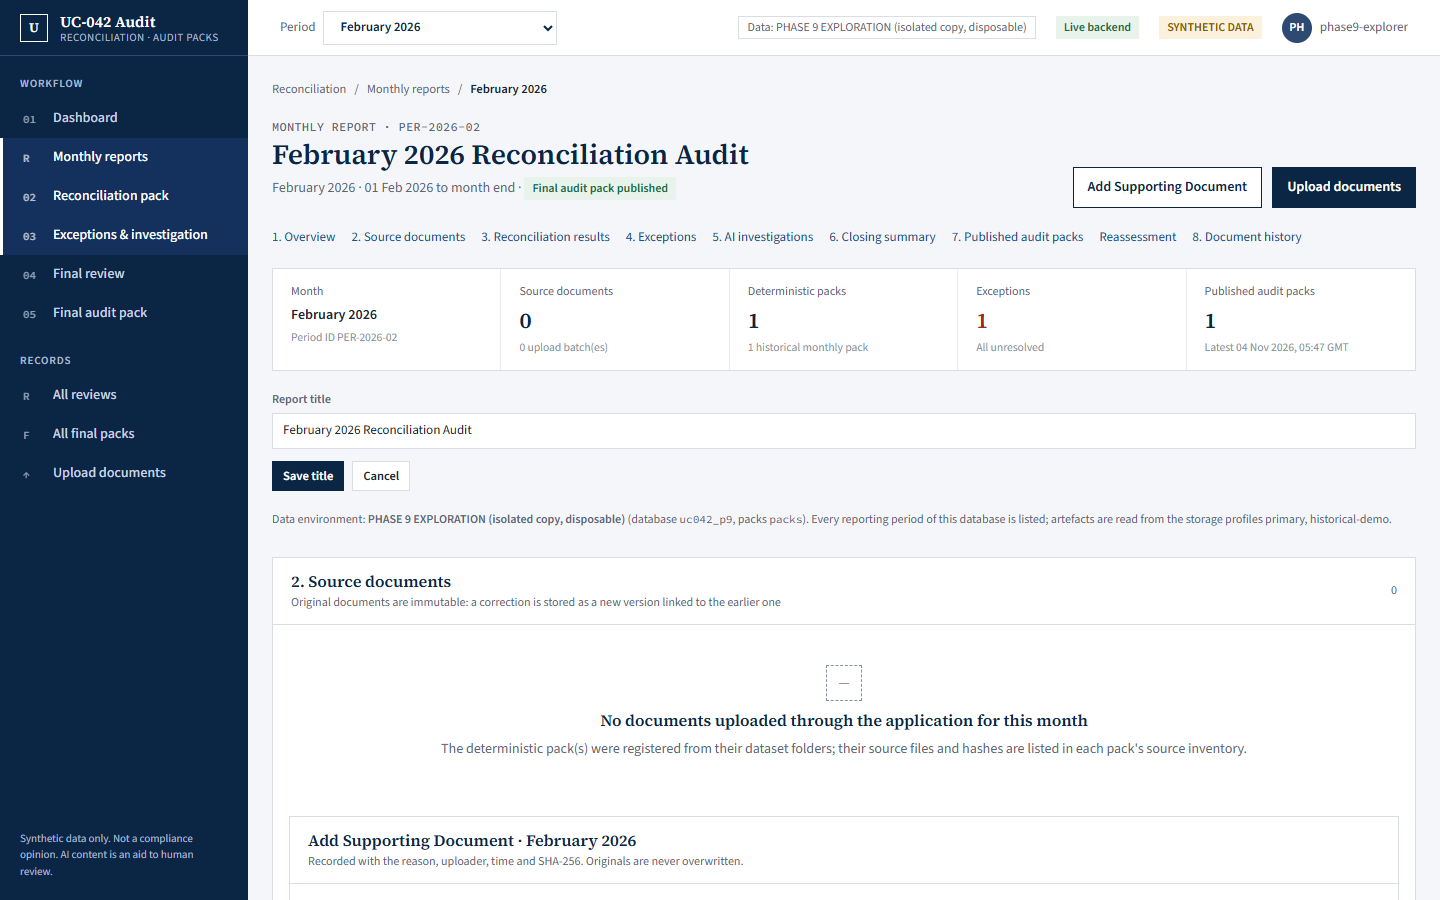 U
UC-042 Audit
RECONCILIATION · AUDIT PACKS
WORKFLOW
01 Dashboard
R Monthly reports
02 Reconciliation pack
03 Exceptions & investigation
04 Final review
05 Final audit pack
RECORDS
R All reviews
F All final packs
↑ Upload documents
Synthetic data only. Not a compliance
opinion. AI content is an aid to human
review.
Period February 2026 Data: PHASE 9 EXPLORATION (isolated copy, disposable) Live backend SYNTHETIC DATA PH phase9-explorer
Reconciliation / Monthly reports / February 2026
MONTHLY REPORT · PER-2026-02
February 2026 Reconciliation Audit
February 2026 · 01 Feb 2026 to month end · Final audit pack published
Add Supporting Document Upload documents
1. Overview 2. Source documents 3. Reconciliation results 4. Exceptions 5. AI investigations 6. Closing summary 7. Published audit packs Reassessment 8. Document history
Month
February 2026
Period ID PER-2026-02
Source documents
0
0 upload batch(es)
Deterministic packs
1
1 historical monthly pack
Exceptions
1
All unresolved
Published audit packs
1
Latest 04 Nov 2026, 05:47 GMT
Report title
February 2026 Reconciliation Audit
Save title Cancel
Data environment: PHASE 9 EXPLORATION (isolated copy, disposable) (database uc042_p9, packs packs). Every reporting period of this database is listed; artefacts are read from the storage profiles primary, historical-demo.
2. Source documents
Original documents are immutable: a correction is stored as a new version linked to the earlier one
0
—
No documents uploaded through the application for this month
The deterministic pack(s) were registered from their dataset folders; their source files and hashes are listed in each pack's source inventory.
Add Supporting Document · February 2026
Recorded with the reason, uploader, time and SHA-256. Originals are never overwritten.